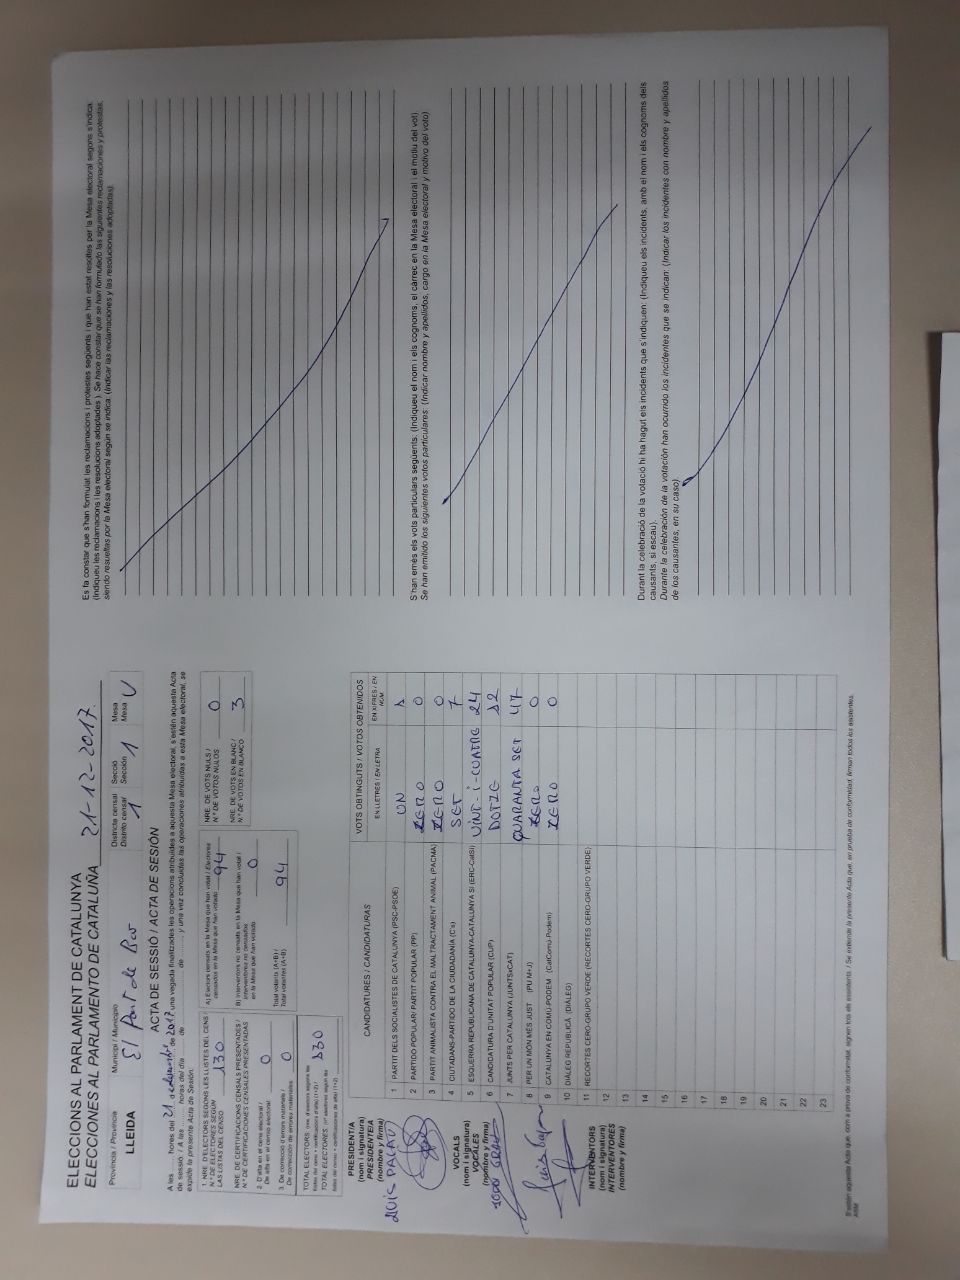 ELECCIONS AL PARLAMENT DE CATALUNYA
ELECCIONES AL PARLAMENTO DE CATALUÑA
21-12-2017
Província / Provincia
LLEIDA
Municipi / Municipio
El Pont de
Districte censal
Distrito censal
1
Secció
Sección
1
Mesa
Mesa
U
ACTA DE SESSIÓ / ACTA DE SESIÓN
A les ........ hores del dia 21 de desembre de 2017 una vegada finalitzades les operacions atribuïdes a aquesta Mesa electoral, s'estén aquesta Acta
de sessió. / A las ........ horas del día ........ de ........ de ........ y una vez concluidas las operaciones atribuidas a esta Mesa electoral, se
expide la presente Acta de Sesión.
1. NRE. D'ELECTORS SEGONS LES LLISTES DEL CENS /
N.º DE ELECTORES SEGÚN
LAS LISTAS DEL CENSO
130
NRE. DE CERTIFICACIONS CENSALS PRESENTADES /
N.º DE CERTIFICACIONES CENSALES PRESENTADAS
2. D'alta en el cens electoral /
De alta en el censo electoral:
0
3. De correcció d'errors materials /
De corrección de errores materiales:
0
TOTAL ELECTORS
TOTAL ELECTORES
130
A) Electors censats en la Mesa que han votat / Electores
censados en la Mesa que han votado
94
B) Interventors no censats en la Mesa que han votat /
Interventores no censados
en la Mesa que han votado
0
Total votants (A+B) /
Total votantes (A+B)
94
NRE. DE VOTS NULS /
N.º DE VOTOS NULOS
0
NRE. DE VOTS EN BLANC /
N.º DE VOTOS EN BLANCO
3
CANDIDATURES / CANDIDATURAS
VOTS OBTINGUTS / VOTOS OBTENIDOS
EN LLETRES / EN LETRA
EN XIFRES / EN NÚM
1 PARTIT DELS SOCIALISTES DE CATALUNYA (PSC-PSOE) UN 1
2 PARTIDO POPULAR/ PARTIT POPULAR (PP) ZERO 0
3 PARTIT ANIMALISTA CONTRA EL MALTRACTAMENT ANIMAL (PACMA) ZERO 0
4 CIUTADANS-PARTIDO DE LA CIUDADANÍA (C's) SET 7
5 ESQUERRA REPUBLICANA DE CATALUNYA-CATALUNYA SÍ (ERC-CatSí) VINT-I-CUATRE 24
6 CANDIDATURA D'UNITAT POPULAR (CUP) DOTZE 12
7 JUNTS PER CATALUNYA (JUNTSxCAT) QUARANTA SET 47
8 PER UN MÓN MÉS JUST (PUM+J) ZERO 0
9 CATALUNYA EN COMÚ-PODEM (CatComú-Podem) ZERO 0
10 DIÀLEG REPUBLICÀ (DIÀLEG)
11 RECORTES CERO-GRUPO VERDE (RECORTES CERO-GRUPO VERDE)
12
13
14
15
16
17
18
19
20
21
22
23
PRESIDENT/A
(nom i signatura)
PRESIDENTE/A
(nombre y firma)
VOCALS
(nom i signatura)
VOCALES
(nombre y firma)
INTERVENTORS
(nom i signatura)
INTERVENTORES
(nombre y firma)
S'estén aquesta Acta que, com a prova de conformitat, signen tots els assistents. / Se extiende la presente Acta que, en prueba de conformidad, firman todos los asistentes.
Es fa constar que s'han formulat les reclamacions i protestes següents i que han estat resoltes per la Mesa electoral segons s'indica.
(Indiqueu les reclamacions i les resolucions adoptades). Se hace constar que se han formulado las siguientes reclamaciones y protestas,
siendo resueltas por la Mesa electoral según se indica. (Indicar las reclamaciones y las resoluciones adoptadas).
S'han emès els vots particulars següents: (Indiqueu el nom i els cognoms, el càrrec en la Mesa electoral i el motiu del vot)
Se han emitido los siguientes votos particulares: (Indicar nombre y apellidos, cargo en la Mesa electoral y motivo del voto)
Durant la celebració de la votació hi ha hagut els incidents que s'indiquen: (Indiqueu els incidents, amb el nom i els cognoms dels
causants, si escau).
Durante la celebración de la votación han ocurrido los incidentes que se indican: (Indicar los incidentes con nombre y apellidos
de los causantes, en su caso).